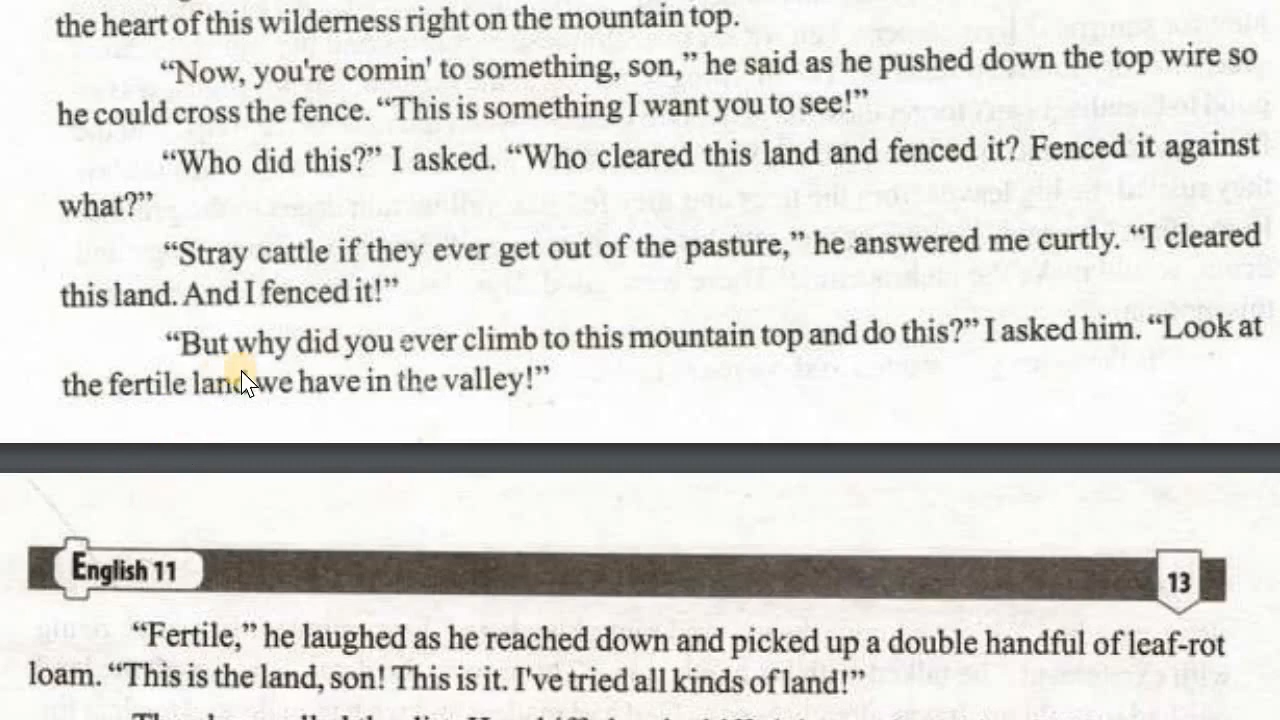 the heart of this wilderness right on the mountain top.
“Now, you're comin' to something, son,” he said as he pushed down the top wire so
he could cross the fence. “This is something I want you to see!”
“Who did this?” I asked. “Who cleared this land and fenced it? Fenced it against
what?”
“Stray cattle if they ever get out of the pasture,” he answered me curtly. “I cleared
this land. And I fenced it!”
“But why did you ever climb to this mountain top and do this?” I asked him. “Look at
the fertile land we have in the valley!”
English 11
13
“Fertile,” he laughed as he reached down and picked up a double handful of leaf-rot
loam. “This is the land, son! This is it. I've tried all kinds of land!”